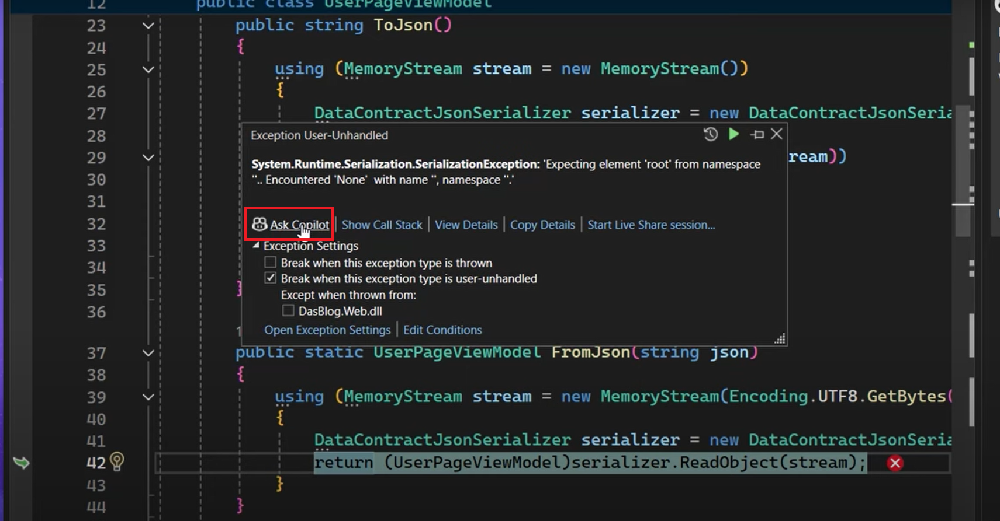 12 public class UserPageViewModel
23 public string ToJson()
24 {
25 using (MemoryStream stream = new MemoryStream())
26 {
27 DataContractJsonSerializer serializer = new DataContractJsonSeria
28
Exception User-Unhandled
System.Runtime.Serialization.SerializationException: 'Expecting element 'root' from namespace
''.. Encountered 'None'  with name '', namespace ''.'
Ask Copilot | Show Call Stack | View Details | Copy Details | Start Live Share session...
Exception Settings
Break when this exception type is thrown
Break when this exception type is user-unhandled
Except when thrown from:
DasBlog.Web.dll
Open Exception Settings | Edit Conditions
29 ream))
30
31
32
33
34
35 }
36
37 public static UserPageViewModel FromJson(string json)
38 {
39 using (MemoryStream stream = new MemoryStream(Encoding.UTF8.GetBytes(
40 {
41 DataContractJsonSerializer serializer = new DataContractJsonSeria
42 return (UserPageViewModel)serializer.ReadObject(stream);
43 }
44 }